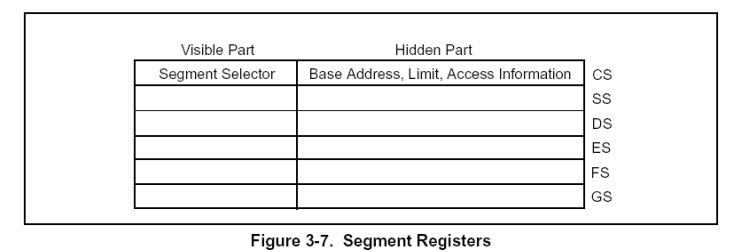 Visible Part Hidden Part
Segment Selector Base Address, Limit, Access Information CS
SS
DS
ES
FS
GS
Figure 3-7. Segment Registers